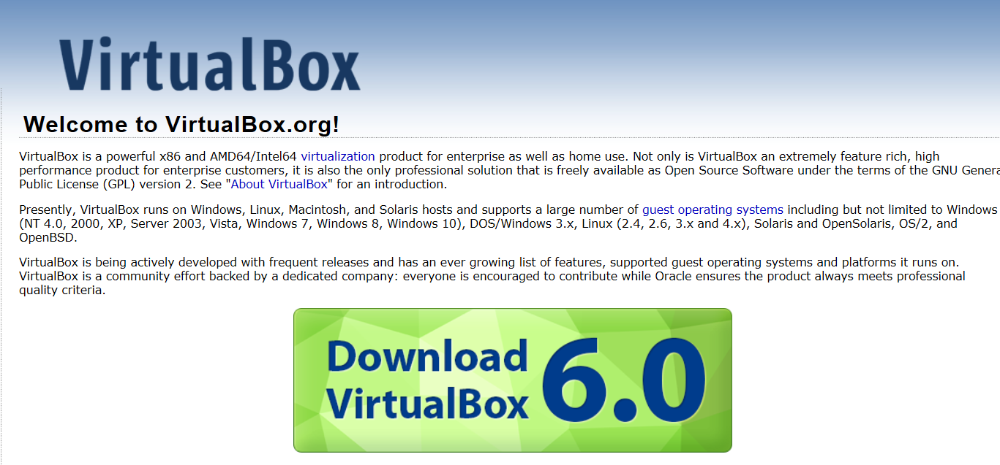 VirtualBox
Welcome to VirtualBox.org!
VirtualBox is a powerful x86 and AMD64/Intel64 virtualization product for enterprise as well as home use. Not only is VirtualBox an extremely feature rich, high
performance product for enterprise customers, it is also the only professional solution that is freely available as Open Source Software under the terms of the GNU Genera
Public License (GPL) version 2. See "About VirtualBox" for an introduction.
Presently, VirtualBox runs on Windows, Linux, Macintosh, and Solaris hosts and supports a large number of guest operating systems including but not limited to Windows
(NT 4.0, 2000, XP, Server 2003, Vista, Windows 7, Windows 8, Windows 10), DOS/Windows 3.x, Linux (2.4, 2.6, 3.x and 4.x), Solaris and OpenSolaris, OS/2, and
OpenBSD.
VirtualBox is being actively developed with frequent releases and has an ever growing list of features, supported guest operating systems and platforms it runs on.
VirtualBox is a community effort backed by a dedicated company: everyone is encouraged to contribute while Oracle ensures the product always meets professional
quality criteria.
Download
VirtualBox 6.0